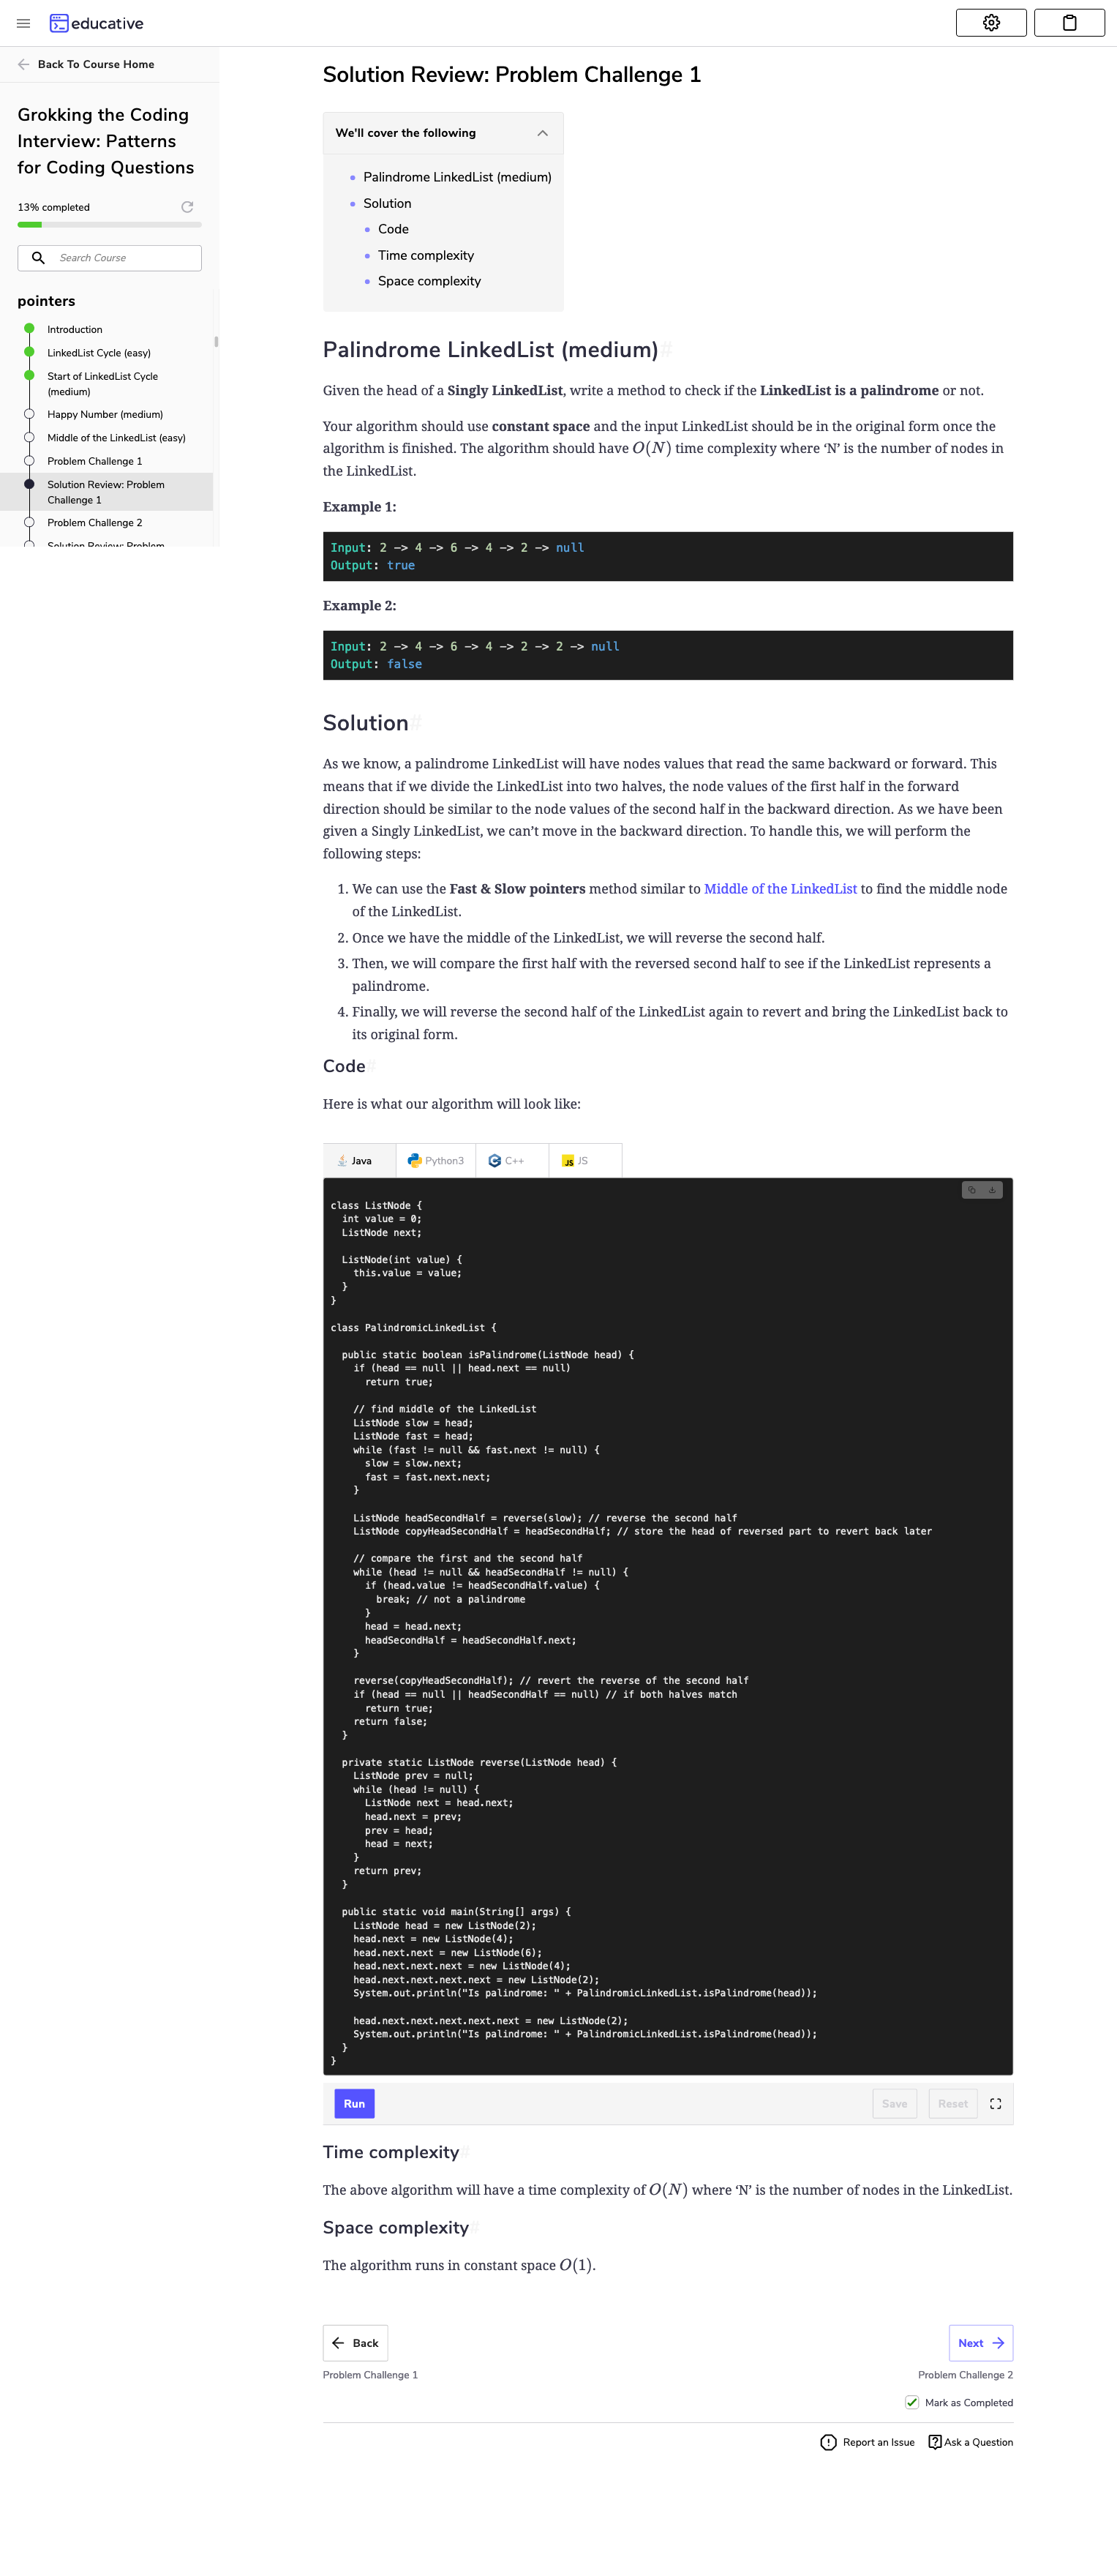 educative
Back To Course Home
Grokking the Coding
Interview: Patterns
for Coding Questions
13% completed
Search Course
pointers
Introduction
LinkedList Cycle (easy)
Start of LinkedList Cycle
(medium)
Happy Number (medium)
Middle of the LinkedList (easy)
Problem Challenge 1
Solution Review: Problem
Challenge 1
Problem Challenge 2
Solution Review: Problem
Solution Review: Problem Challenge 1
We'll cover the following
Palindrome LinkedList (medium)
Solution
Code
Time complexity
Space complexity
Palindrome LinkedList (medium)#
Given the head of a Singly LinkedList, write a method to check if the LinkedList is a palindrome or not.
Your algorithm should use constant space and the input LinkedList should be in the original form once the
algorithm is finished. The algorithm should have O(N) time complexity where ‘N’ is the number of nodes in
the LinkedList.
Example 1:
Input: 2 -> 4 -> 6 -> 4 -> 2 -> null
Output: true
Example 2:
Input: 2 -> 4 -> 6 -> 4 -> 2 -> 2 -> null
Output: false
Solution#
As we know, a palindrome LinkedList will have nodes values that read the same backward or forward. This
means that if we divide the LinkedList into two halves, the node values of the first half in the forward
direction should be similar to the node values of the second half in the backward direction. As we have been
given a Singly LinkedList, we can’t move in the backward direction. To handle this, we will perform the
following steps:
1. We can use the Fast & Slow pointers method similar to Middle of the LinkedList to find the middle node
of the LinkedList.
2. Once we have the middle of the LinkedList, we will reverse the second half.
3. Then, we will compare the first half with the reversed second half to see if the LinkedList represents a
palindrome.
4. Finally, we will reverse the second half of the LinkedList again to revert and bring the LinkedList back to
its original form.
Code#
Here is what our algorithm will look like:
Java Python3 C++ JS JS
class ListNode {
int value = 0;
ListNode next;
ListNode(int value) {
this.value = value;
}
}
class PalindromicLinkedList {
public static boolean isPalindrome(ListNode head) {
if (head == null || head.next == null)
return true;
// find middle of the LinkedList
ListNode slow = head;
ListNode fast = head;
while (fast != null && fast.next != null) {
slow = slow.next;
fast = fast.next.next;
}
ListNode headSecondHalf = reverse(slow); // reverse the second half
ListNode copyHeadSecondHalf = headSecondHalf; // store the head of reversed part to revert back later
// compare the first and the second half
while (head != null && headSecondHalf != null) {
if (head.value != headSecondHalf.value) {
break; // not a palindrome
}
head = head.next;
headSecondHalf = headSecondHalf.next;
}
reverse(copyHeadSecondHalf); // revert the reverse of the second half
if (head == null || headSecondHalf == null) // if both halves match
return true;
return false;
}
private static ListNode reverse(ListNode head) {
ListNode prev = null;
while (head != null) {
ListNode next = head.next;
head.next = prev;
prev = head;
head = next;
}
return prev;
}
public static void main(String[] args) {
ListNode head = new ListNode(2);
head.next = new ListNode(4);
head.next.next = new ListNode(6);
head.next.next.next = new ListNode(4);
head.next.next.next.next = new ListNode(2);
System.out.println("Is palindrome: " + PalindromicLinkedList.isPalindrome(head));
head.next.next.next.next.next = new ListNode(2);
System.out.println("Is palindrome: " + PalindromicLinkedList.isPalindrome(head));
}
}
Run Save Reset
Time complexity#
The above algorithm will have a time complexity of O(N) where ‘N’ is the number of nodes in the LinkedList.
Space complexity#
The algorithm runs in constant space O(1).
Back Next
Problem Challenge 1 Problem Challenge 2
Mark as Completed
Report an Issue Ask a Question